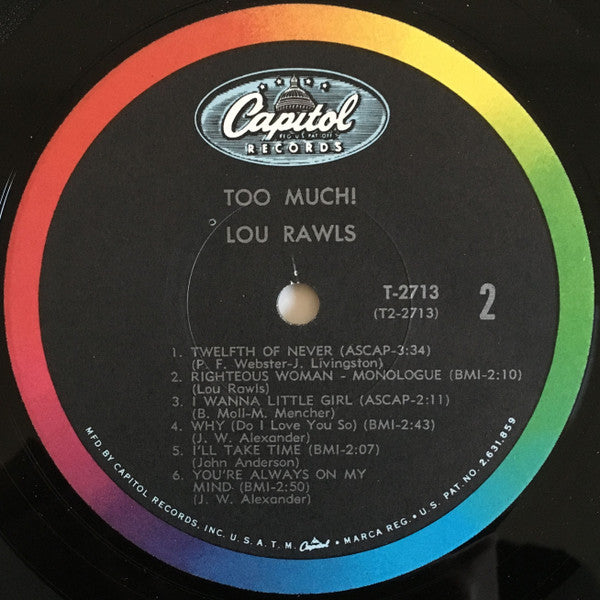 Capitol
REG. U.S. PAT. OFF.
RECORDS
TOO MUCH!
LOU RAWLS
T-2713
(T2-2713)
2
1. TWELFTH OF NEVER (ASCAP-3:34)
(P. F. Webster-J. Livingston)
2. RIGHTEOUS WOMAN - MONOLOGUE (BMI-2:10)
(Lou Rawls)
3. I WANNA LITTLE GIRL (ASCAP-2:11)
(B. Moll-M. Mencher)
4. WHY (Do I Love You So) (BMI-2:43)
(J. W. Alexander)
5. I'LL TAKE TIME (BMI-2:07)
(John Anderson)
6. YOU'RE ALWAYS ON MY
MIND (BMI-2:50)
(J. W. Alexander)
MFD. BY CAPITOL RECORDS, INC. U.S.A. T.M. Capitol • MARCA REG. • U.S. PAT. NO. 2,631,859